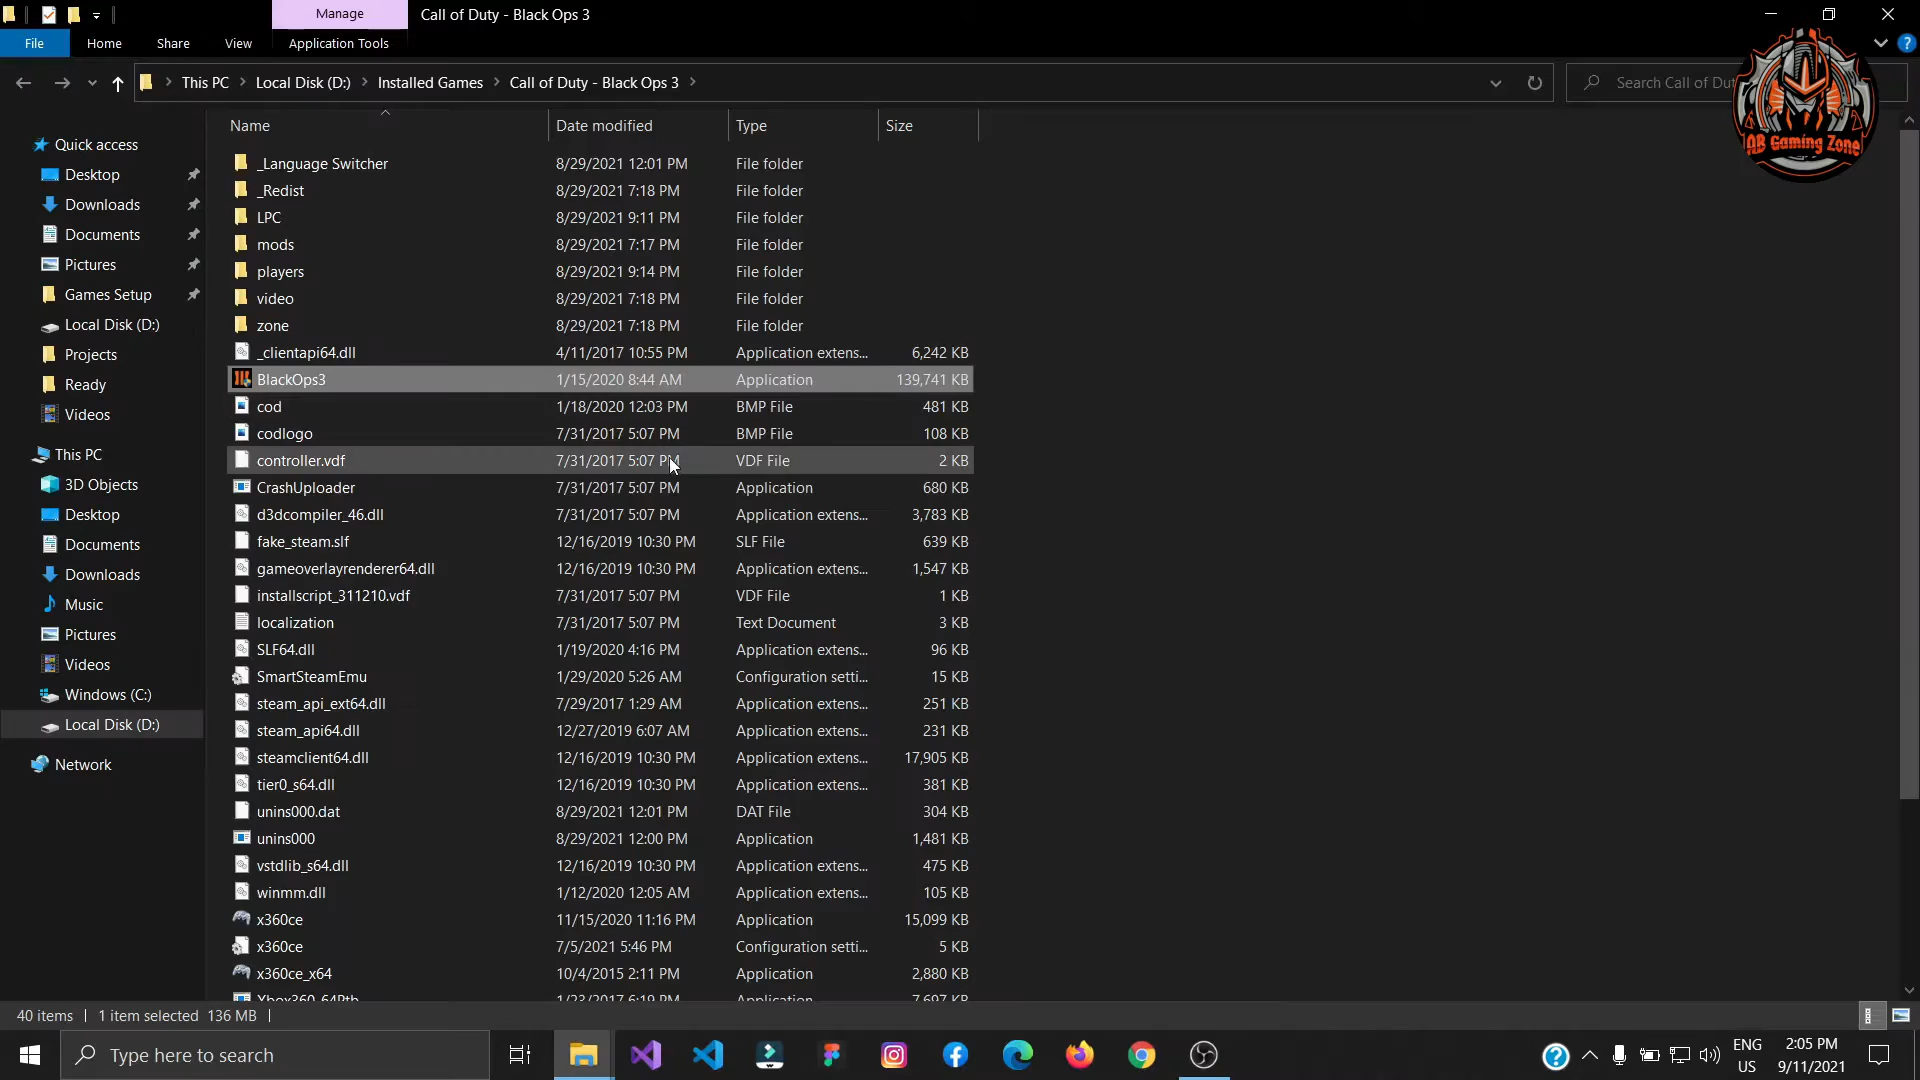 Manage
Call of Duty - Black Ops 3
File
Home
Share
View
Application Tools
This PC
Local Disk (D:)
Installed Games
Call of Duty - Black Ops 3
Search Call of Dut
AB Gaming Zone
Name
Date modified
Type
Size
Quick access
Desktop
Downloads
Documents
Pictures
Games Setup
Local Disk (D:)
Projects
Ready
Videos
This PC
3D Objects
Desktop
Documents
Downloads
Music
Pictures
Videos
Windows (C:)
Local Disk (D:)
Network
_Language Switcher 8/29/2021 12:01 PM File folder
_Redist 8/29/2021 7:18 PM File folder
LPC 8/29/2021 9:11 PM File folder
mods 8/29/2021 7:17 PM File folder
players 8/29/2021 9:14 PM File folder
video 8/29/2021 7:18 PM File folder
zone 8/29/2021 7:18 PM File folder
_clientapi64.dll 4/11/2017 10:55 PM Application extens... 6,242 KB
BlackOps3 1/15/2020 8:44 AM Application 139,741 KB
cod 1/18/2020 12:03 PM BMP File 481 KB
codlogo 7/31/2017 5:07 PM BMP File 108 KB
controller.vdf 7/31/2017 5:07 PM VDF File 2 KB
CrashUploader 7/31/2017 5:07 PM Application 680 KB
d3dcompiler_46.dll 7/31/2017 5:07 PM Application extens... 3,783 KB
fake_steam.slf 12/16/2019 10:30 PM SLF File 639 KB
gameoverlayrenderer64.dll 12/16/2019 10:30 PM Application extens... 1,547 KB
installscript_311210.vdf 7/31/2017 5:07 PM VDF File 1 KB
localization 7/31/2017 5:07 PM Text Document 3 KB
SLF64.dll 1/19/2020 4:16 PM Application extens... 96 KB
SmartSteamEmu 1/29/2020 5:26 AM Configuration setti... 15 KB
steam_api_ext64.dll 7/29/2017 1:29 AM Application extens... 251 KB
steam_api64.dll 12/27/2019 6:07 AM Application extens... 231 KB
steamclient64.dll 12/16/2019 10:30 PM Application extens... 17,905 KB
tier0_s64.dll 12/16/2019 10:30 PM Application extens... 381 KB
unins000.dat 8/29/2021 12:01 PM DAT File 304 KB
unins000 8/29/2021 12:00 PM Application 1,481 KB
vstdlib_s64.dll 12/16/2019 10:30 PM Application extens... 475 KB
winmm.dll 1/12/2020 12:05 AM Application extens... 105 KB
x360ce 11/15/2020 11:16 PM Application 15,099 KB
x360ce 7/5/2021 5:46 PM Configuration setti... 5 KB
x360ce_x64 10/4/2015 2:11 PM Application 2,880 KB
1/23/2017 6:19 PM Application 7,697 KB
40 items
1 item selected 136 MB
Type here to search
ENG
US
2:05 PM
9/11/2021